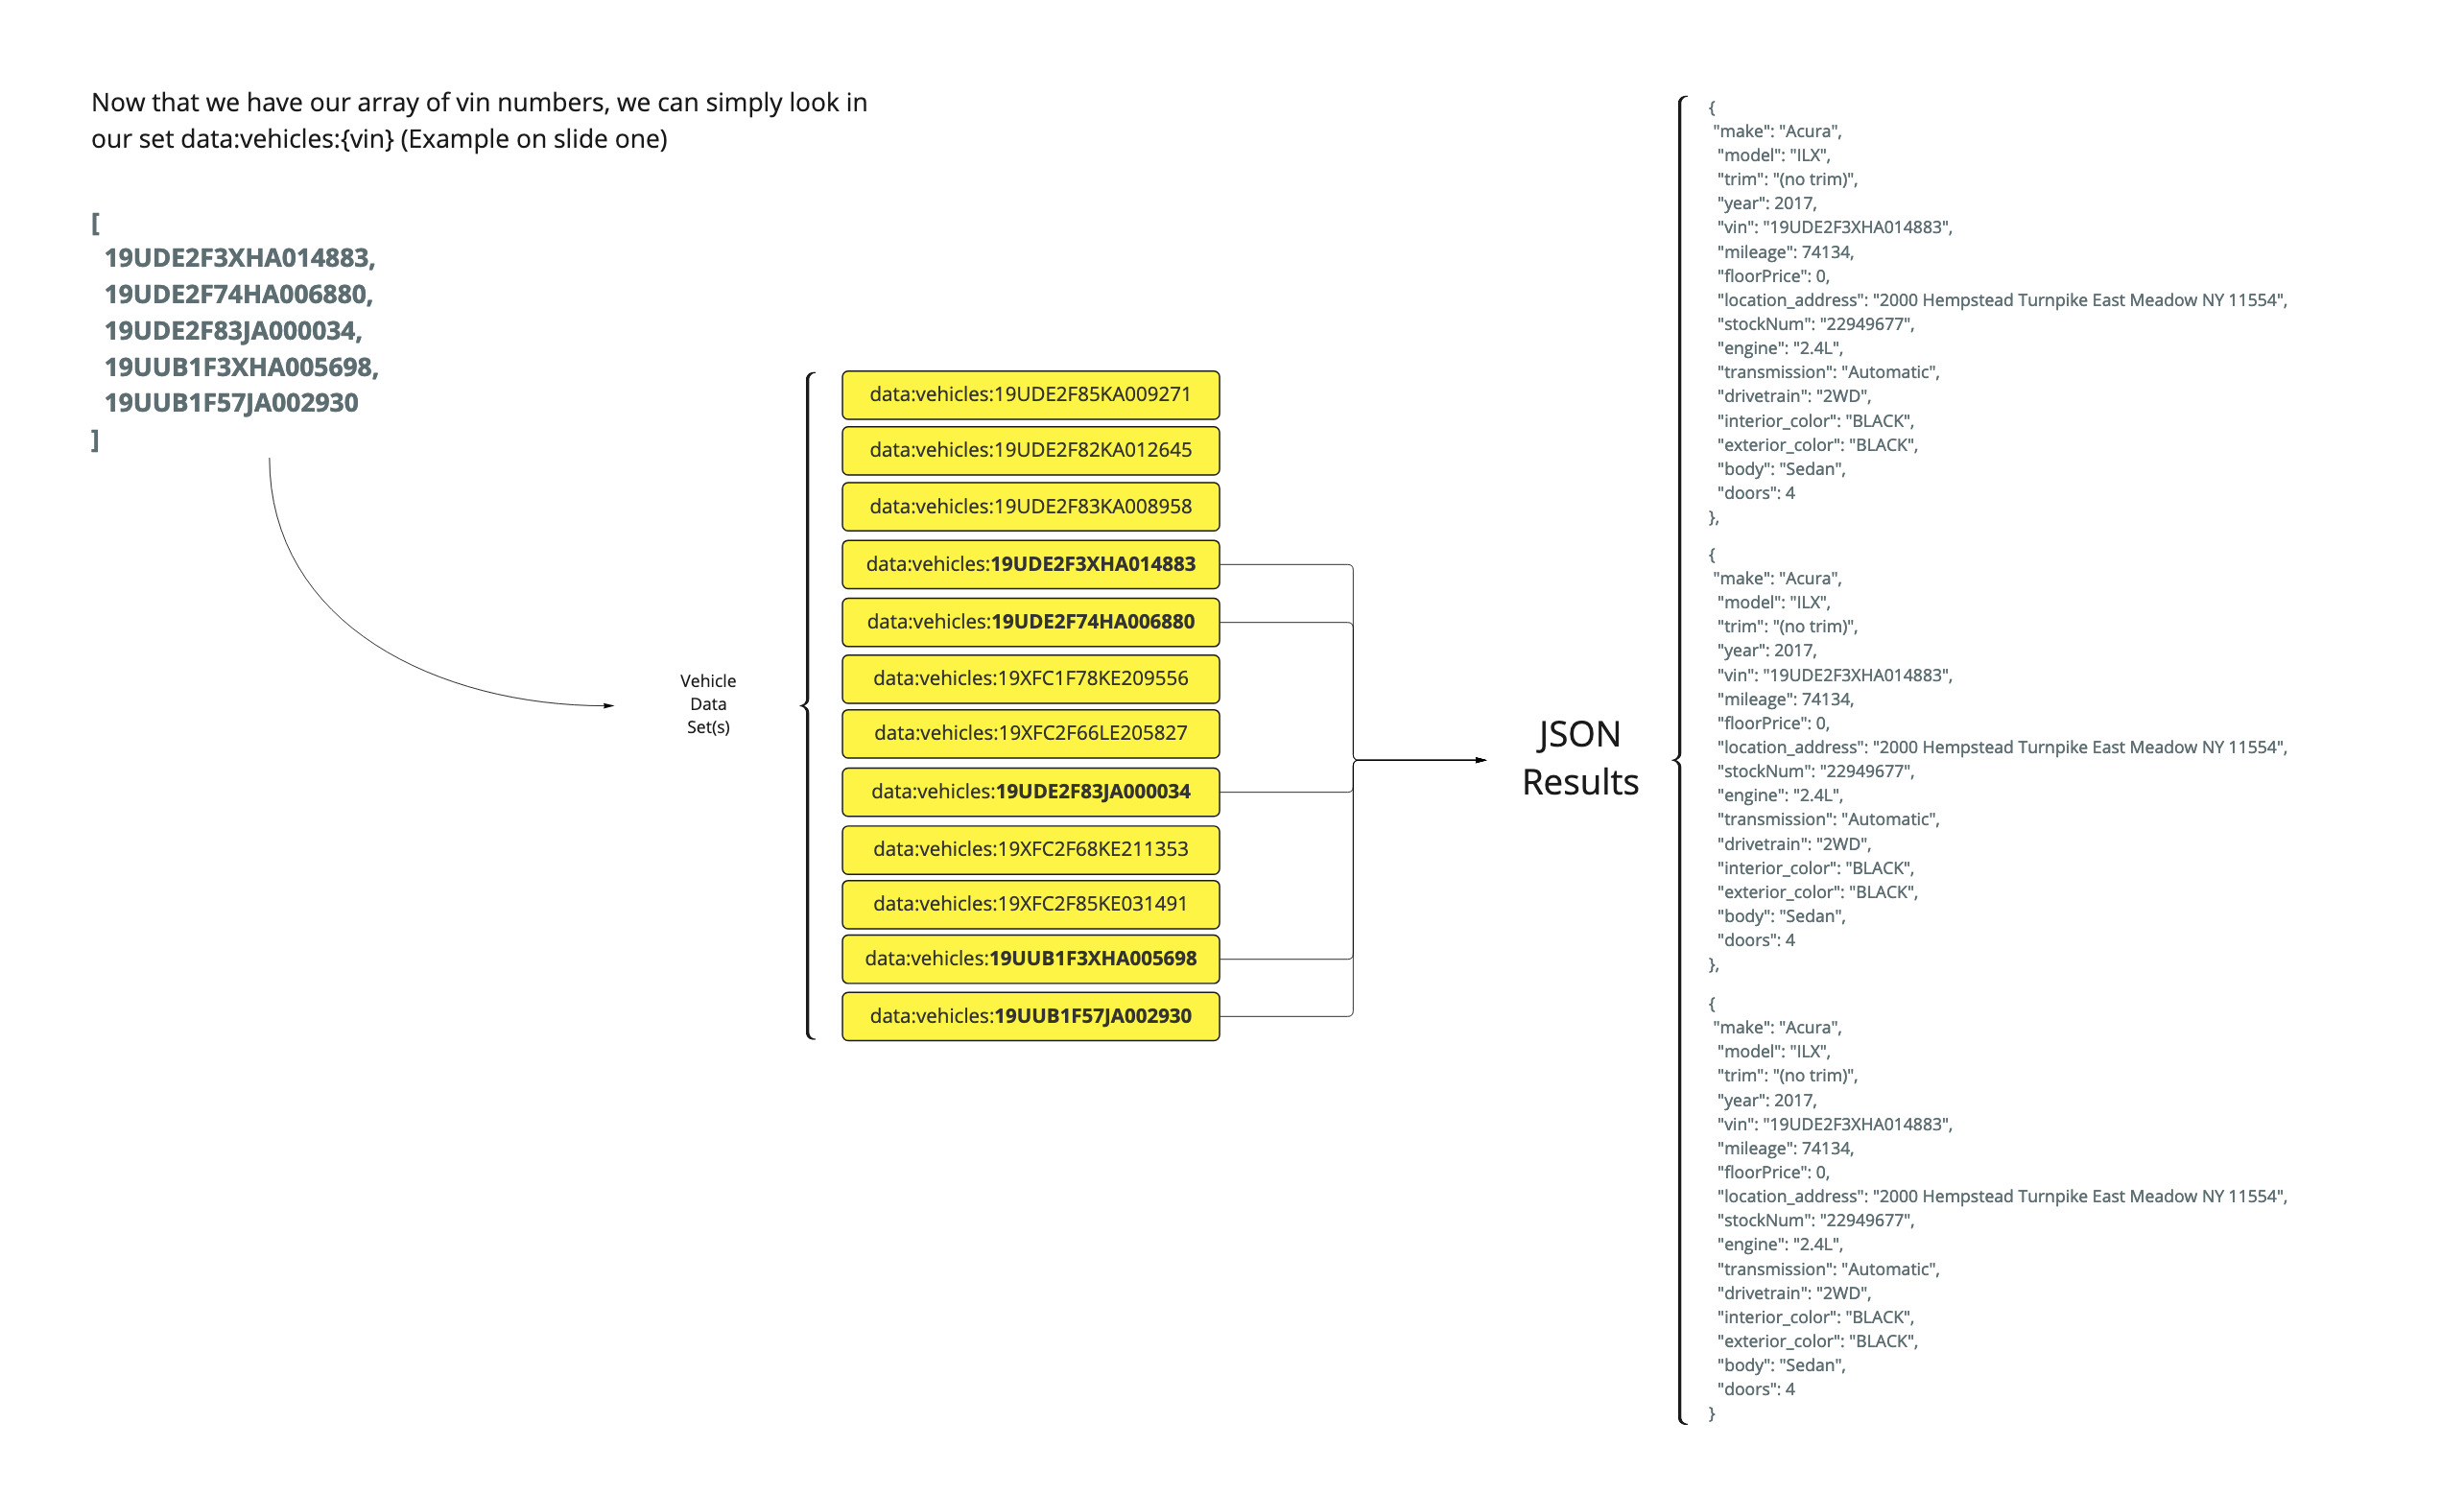 Now that we have our array of vin numbers, we can simply look in
our set data:vehicles:{vin} (Example on slide one)
[
19UDE2F3XHA014883,
19UDE2F74HA006880,
19UDE2F83JA000034,
19UUB1F3XHA005698,
19UUB1F57JA002930
]
Vehicle
Data
Set(s)
data:vehicles:19UDE2F85KA009271
data:vehicles:19UDE2F82KA012645
data:vehicles:19UDE2F83KA008958
data:vehicles:19UDE2F3XHA014883
data:vehicles:19UDE2F74HA006880
data:vehicles:19XFC1F78KE209556
data:vehicles:19XFC2F66LE205827
data:vehicles:19UDE2F83JA000034
data:vehicles:19XFC2F68KE211353
data:vehicles:19XFC2F85KE031491
data:vehicles:19UUB1F3XHA005698
data:vehicles:19UUB1F57JA002930
JSON
Results
{
"make": "Acura",
"model": "ILX",
"trim": "(no trim)",
"year": 2017,
"vin": "19UDE2F3XHA014883",
"mileage": 74134,
"floorPrice": 0,
"location_address": "2000 Hempstead Turnpike East Meadow NY 11554",
"stockNum": "22949677",
"engine": "2.4L",
"transmission": "Automatic",
"drivetrain": "2WD",
"interior_color": "BLACK",
"exterior_color": "BLACK",
"body": "Sedan",
"doors": 4
},
{
"make": "Acura",
"model": "ILX",
"trim": "(no trim)",
"year": 2017,
"vin": "19UDE2F3XHA014883",
"mileage": 74134,
"floorPrice": 0,
"location_address": "2000 Hempstead Turnpike East Meadow NY 11554",
"stockNum": "22949677",
"engine": "2.4L",
"transmission": "Automatic",
"drivetrain": "2WD",
"interior_color": "BLACK",
"exterior_color": "BLACK",
"body": "Sedan",
"doors": 4
},
{
"make": "Acura",
"model": "ILX",
"trim": "(no trim)",
"year": 2017,
"vin": "19UDE2F3XHA014883",
"mileage": 74134,
"floorPrice": 0,
"location_address": "2000 Hempstead Turnpike East Meadow NY 11554",
"stockNum": "22949677",
"engine": "2.4L",
"transmission": "Automatic",
"drivetrain": "2WD",
"interior_color": "BLACK",
"exterior_color": "BLACK",
"body": "Sedan",
"doors": 4
}